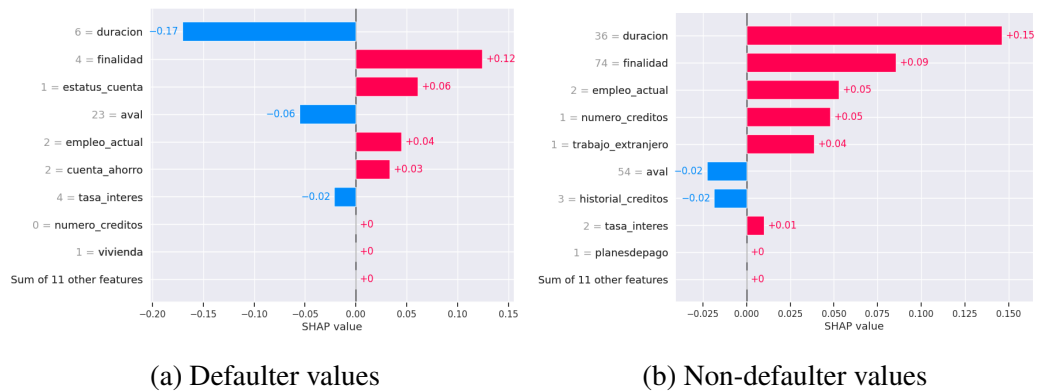 6 = duracion
−0.17
4 = finalidad
+0.12
1 = estatus_cuenta
+0.06
23 = aval
−0.06
2 = empleo_actual
+0.04
2 = cuenta_ahorro
+0.03
4 = tasa_interes
−0.02
0 = numero_creditos
+0
1 = vivienda
+0
Sum of 11 other features
+0
−0.20 −0.15 −0.10 −0.05 0.00 0.05 0.10 0.15
SHAP value
(a) Defaulter values
36 = duracion
+0.15
74 = finalidad
+0.09
2 = empleo_actual
+0.05
1 = numero_creditos
+0.05
1 = trabajo_extranjero
+0.04
54 = aval
−0.02
3 = historial_creditos
−0.02
2 = tasa_interes
+0.01
1 = planesdepago
+0
Sum of 11 other features
+0
−0.025 0.000 0.025 0.050 0.075 0.100 0.125 0.150
SHAP value
(b) Non-defaulter values